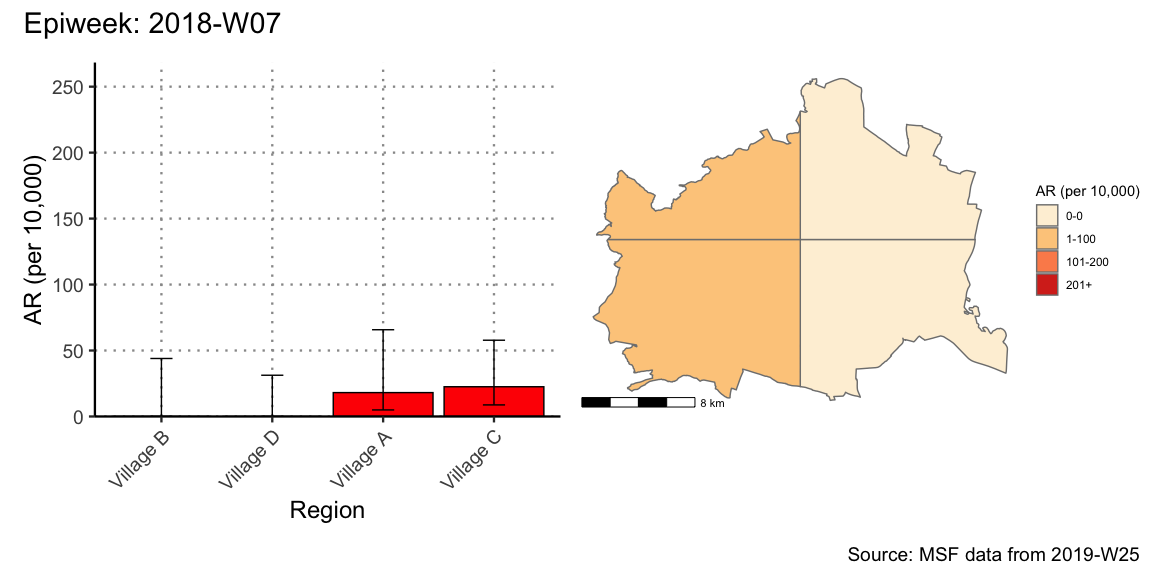 Epiweek: 2018-W07
AR (per 10,000)
250
200
150
100
50
0
Village B
Village D
Village A
Village C
Region
8 km
AR (per 10,000)
0-0
1-100
101-200
201+
Source: MSF data from 2019-W25